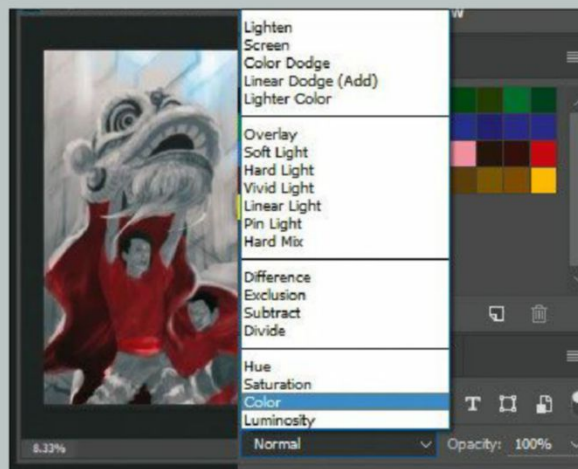 Lighten
Screen
Color Dodge
Linear Dodge (Add)
Lighter Color
Overlay
Soft Light
Hard Light
Vivid Light
Linear Light
Pin Light
Hard Mix
Difference
Exclusion
Subtract
Divide
Hue
Saturation
Color
Luminosity
8.33%
Normal
Opacity: 100%